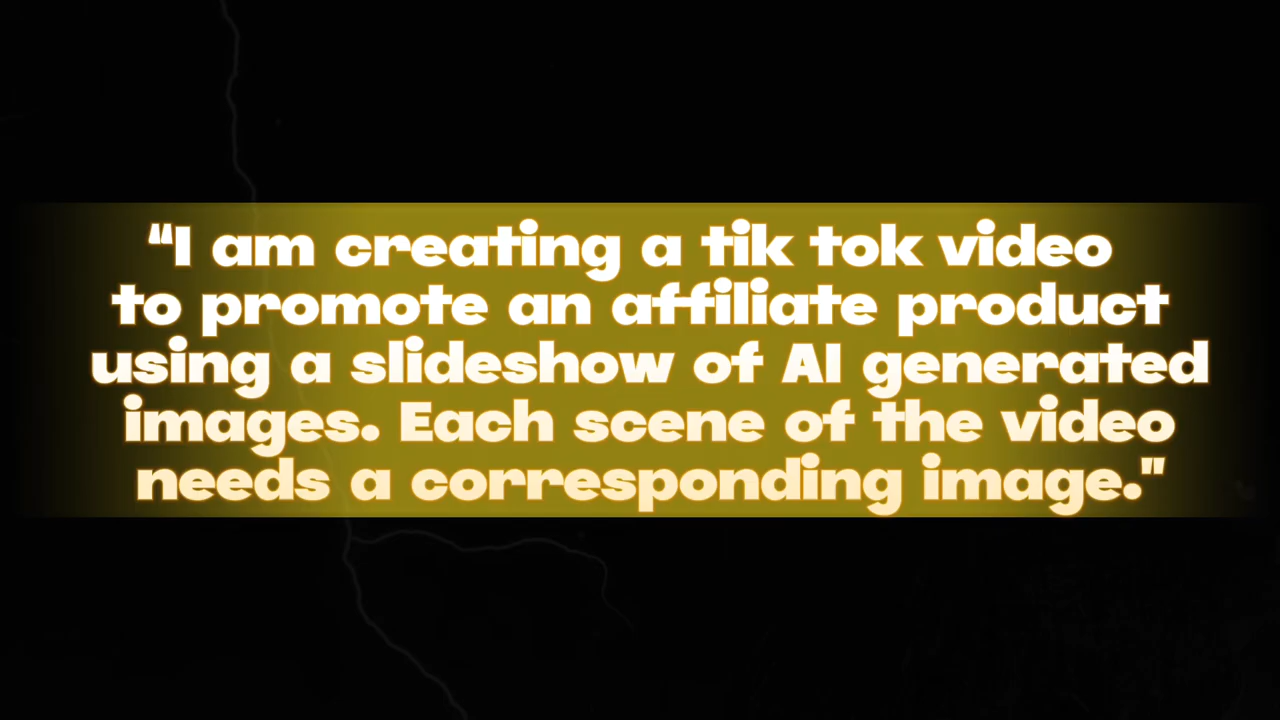 “I am creating a tik tok video
to promote an affiliate product
using a slideshow of AI generated
images. Each scene of the video
needs a corresponding image."